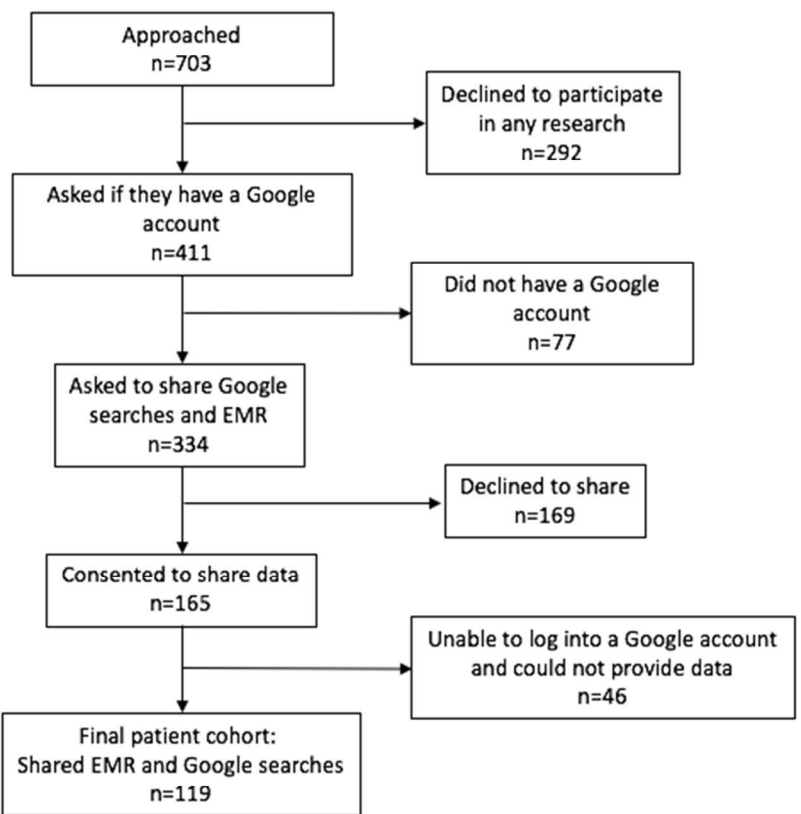 Approached
n=703
Declined to participate
in any research
n=292
Asked if they have a Google
account
n=411
Did not have a Google
account
n=77
Asked to share Google
searches and EMR
n=334
Declined to share
n=169
Consented to share data
n=165
Unable to log into a Google account
and could not provide data
n=46
Final patient cohort:
Shared EMR and Google searches
n=119